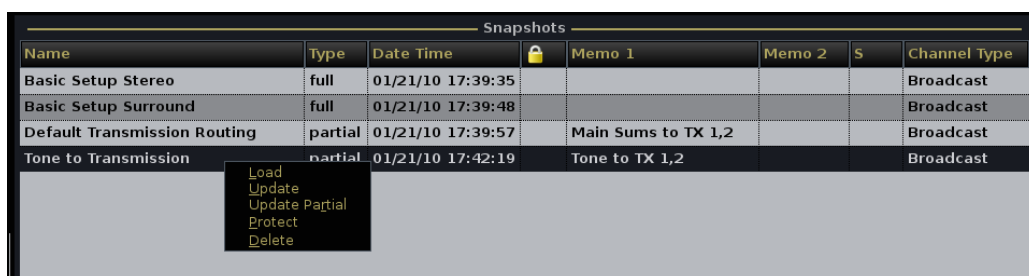 Snapshots
Name Type Date Time Memo 1 Memo 2 S Channel Type
Basic Setup Stereo full 01/21/10 17:39:35 Broadcast
Basic Setup Surround full 01/21/10 17:39:48 Broadcast
Default Transmission Routing partial 01/21/10 17:39:57 Main Sums to TX 1,2 Broadcast
Tone to Transmission partial 01/21/10 17:42:19 Tone to TX 1,2 Broadcast
Load
Update
Update Partial
Protect
Delete